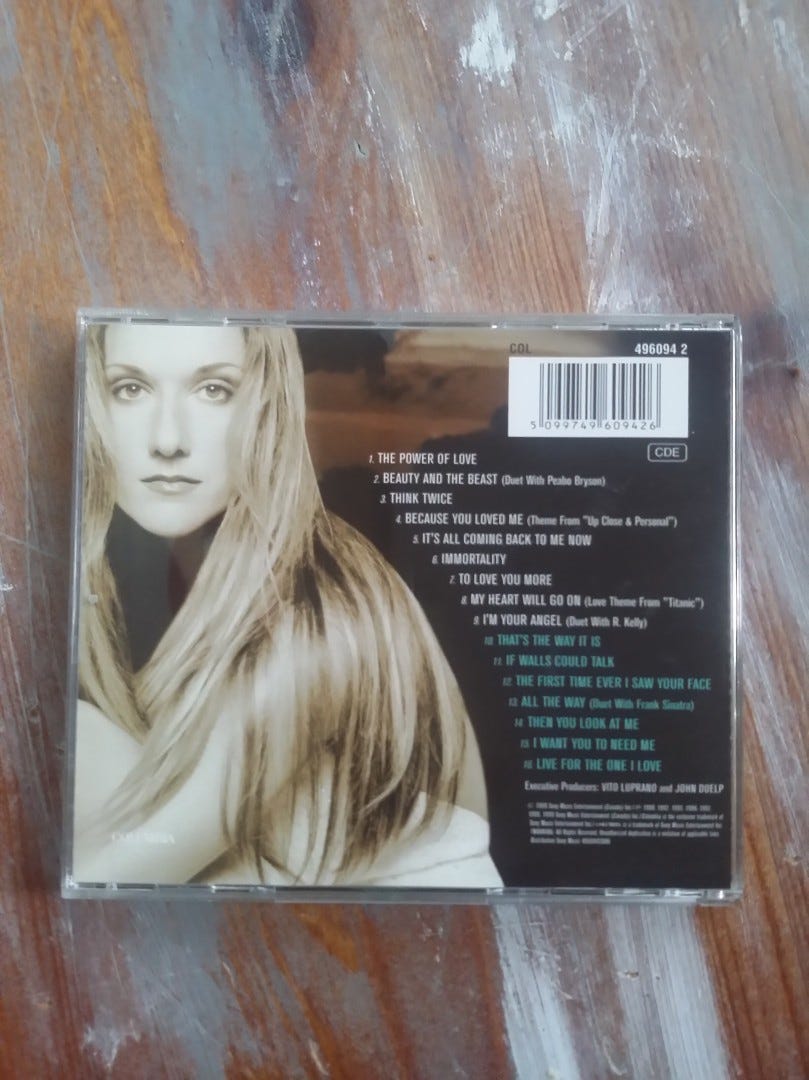 CDL 496094 2
5 099749 609426
CDE
1. THE POWER OF LOVE
2. BEAUTY AND THE BEAST (Duet With Peabo Bryson)
3. THINK TWICE
4. BECAUSE YOU LOVED ME (Theme From "Up Close & Personal")
5. IT'S ALL COMING BACK TO ME NOW
6. IMMORTALITY
7. TO LOVE YOU MORE
8. MY HEART WILL GO ON (Love Theme From "Titanic")
9. I'M YOUR ANGEL (Duet With R. Kelly)
10. THAT'S THE WAY IT IS
11. IF WALLS COULD TALK
12. THE FIRST TIME EVER I SAW YOUR FACE
13. ALL THE WAY (Duet With Frank Sinatra)
14. THEN YOU LOOK AT ME
15. I WANT YOU TO NEED ME
16. LIVE FOR THE ONE I LOVE
Executive Producers: VITO LUPRANO and JOHN DOELP
COLUMBIA